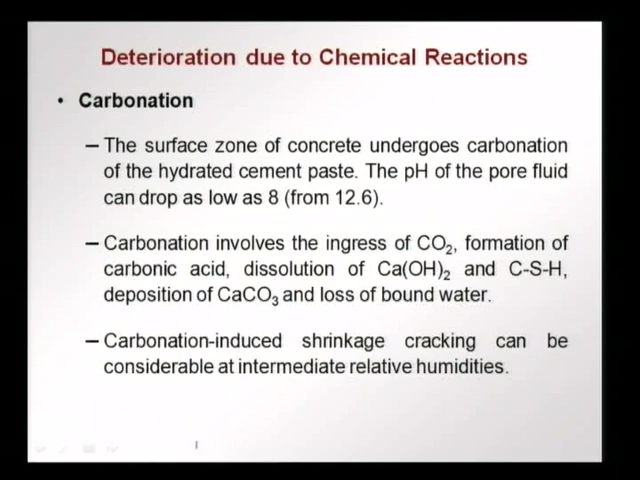 Deterioration due to Chemical Reactions
• Carbonation
– The surface zone of concrete undergoes carbonation
of the hydrated cement paste. The pH of the pore fluid
can drop as low as 8 (from 12.6).
– Carbonation involves the ingress of CO₂, formation of
carbonic acid, dissolution of Ca(OH)₂ and C-S-H,
deposition of CaCO₃ and loss of bound water.
– Carbonation-induced shrinkage cracking can be
considerable at intermediate relative humidities.